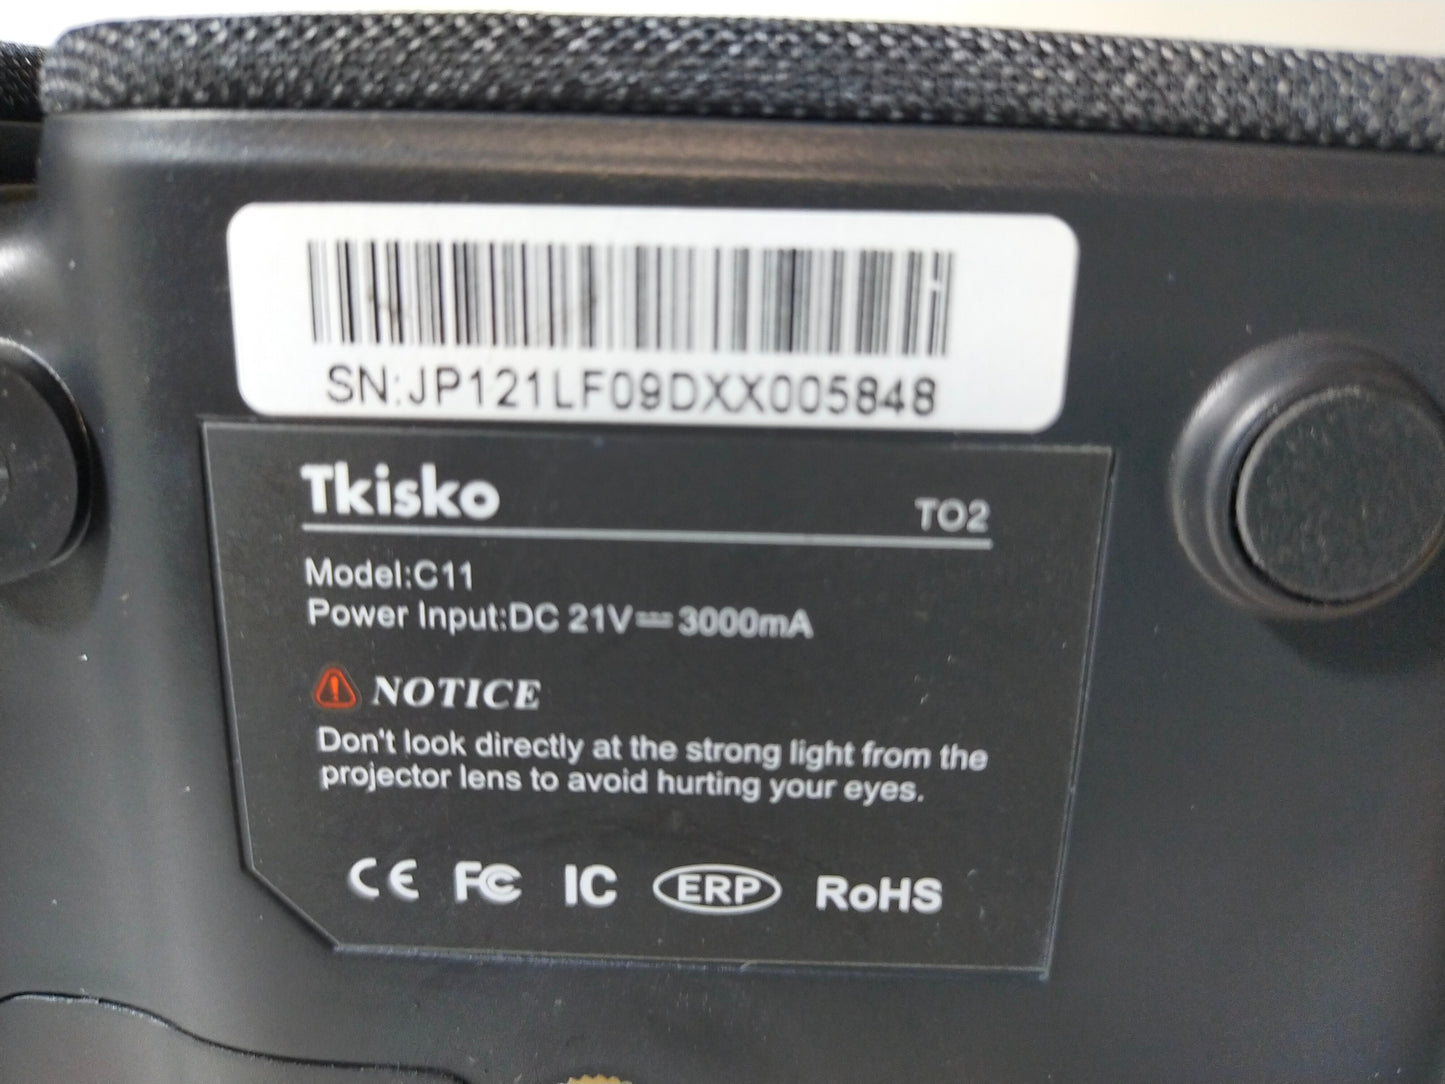 SN:JP121LF09DXX005848
Tkisko TO2
Model:C11
Power Input:DC 21V⎓3000mA
NOTICE
Don't look directly at the strong light from the
projector lens to avoid hurting your eyes.
CE FC IC ERP RoHS